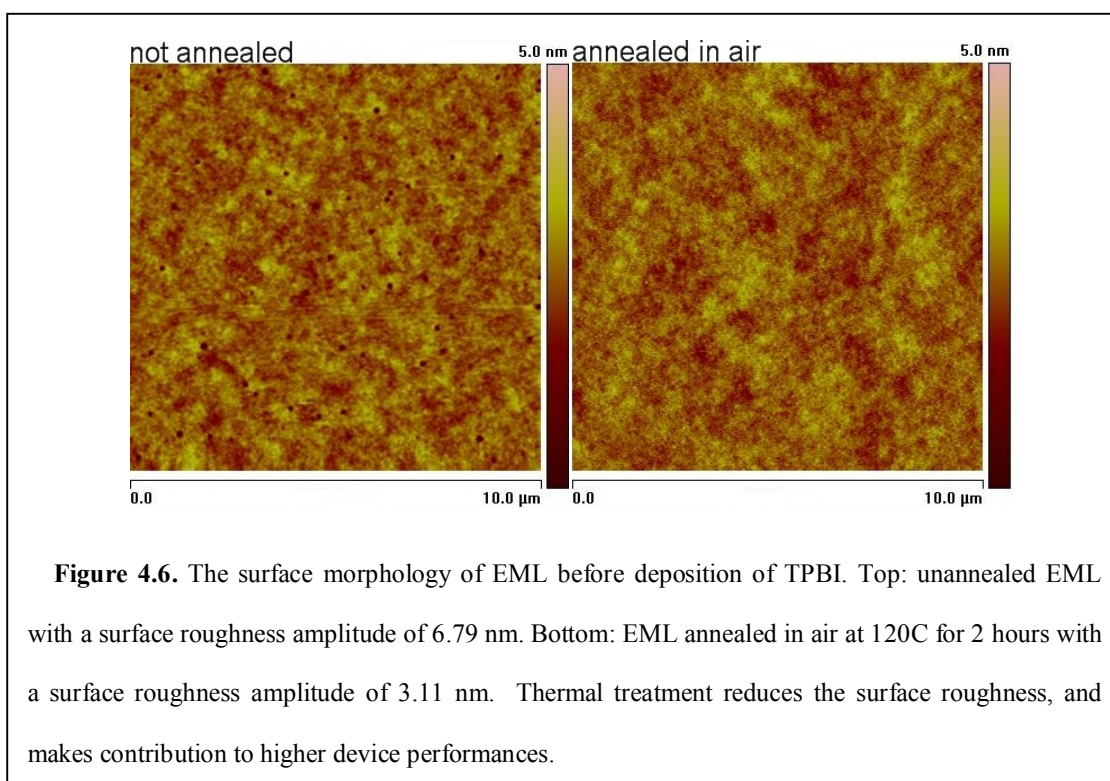 not annealed
5.0 nm
annealed in air
5.0 nm
0.0
10.0 µm
0.0
10.0 µm
Figure 4.6. The surface morphology of EML before deposition of TPBI. Top: unannealed EML
with a surface roughness amplitude of 6.79 nm. Bottom: EML annealed in air at 120C for 2 hours with
a surface roughness amplitude of 3.11 nm. Thermal treatment reduces the surface roughness, and
makes contribution to higher device performances.